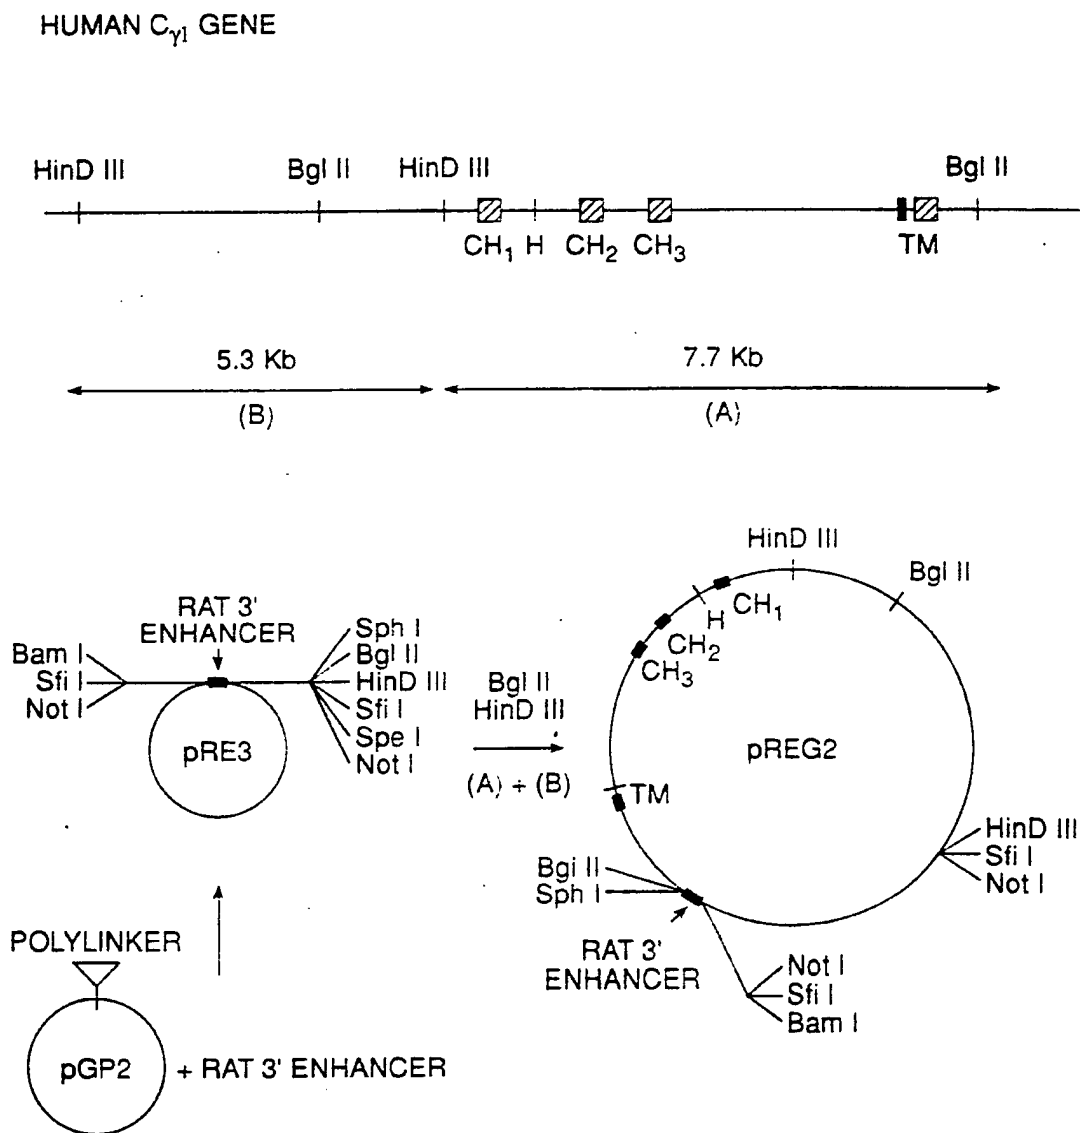 HUMAN Cγ1 GENE
HinD III
Bgl II
HinD III
Bgl II
CH1
H
CH2
CH3
TM
5.3 Kb
7.7 Kb
(B)
(A)
RAT 3'
ENHANCER
Bam I
Sfi I
Not I
Sph I
Bgl II
HinD III
Sfi I
Spe I
Not I
pRE3
Bgl II
HinD III
(A) + (B)
HinD III
Bgl II
CH1
H
CH2
CH3
pREG2
TM
HinD III
Sfi I
Not I
Bgl II
Sph I
RAT 3'
ENHANCER
Not I
Sfi I
Bam I
POLYLINKER
pGP2
+ RAT 3' ENHANCER